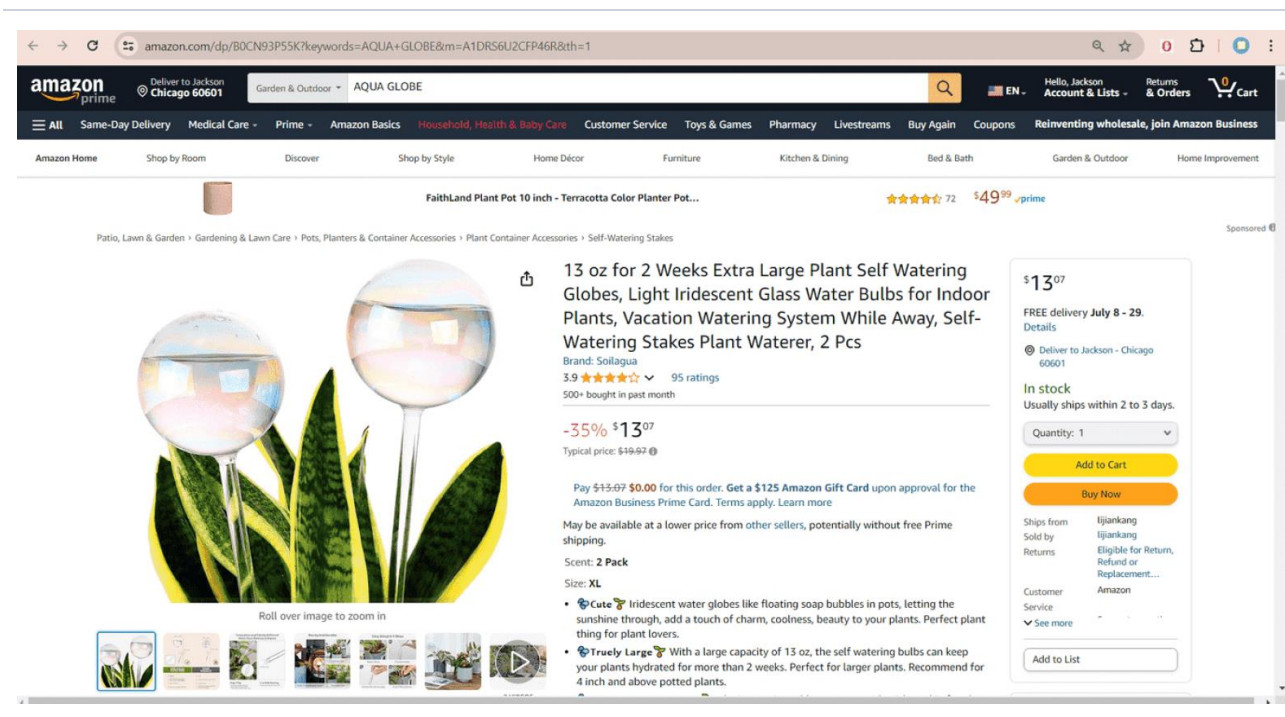 amazon.com/dp/B0CN93P55K?keywords=AQUA+GLOBE&m=A1DRS6U2CFP46R&th=1
amazon prime
Deliver to Jackson
Chicago 60601
Garden & Outdoor
AQUA GLOBE
EN
Hello, Jackson
Account & Lists
Returns
& Orders
0
Cart
All Same-Day Delivery Medical Care Prime Amazon Basics Household, Health & Baby Care Customer Service Toys & Games Pharmacy Livestreams Buy Again Coupons Reinventing wholesale, join Amazon Business
Amazon Home Shop by Room Discover Shop by Style Home Décor Furniture Kitchen & Dining Bed & Bath Garden & Outdoor Home Improvement
FaithLand Plant Pot 10 inch - Terracotta Color Planter Pot... 72 $4999 prime
Sponsored
Patio, Lawn & Garden › Gardening & Lawn Care › Pots, Planters & Container Accessories › Plant Container Accessories › Self-Watering Stakes
Roll over image to zoom in
13 oz for 2 Weeks Extra Large Plant Self Watering
Globes, Light Iridescent Glass Water Bulbs for Indoor
Plants, Vacation Watering System While Away, Self-
Watering Stakes Plant Waterer, 2 Pcs
Brand: Soilagua
3.9 95 ratings
500+ bought in past month
-35% $1307
Typical price: $19.97
Pay $13.07 $0.00 for this order. Get a $125 Amazon Gift Card upon approval for the
Amazon Business Prime Card. Terms apply. Learn more
May be available at a lower price from other sellers, potentially without free Prime
shipping.
Scent: 2 Pack
Size: XL
• Cute Iridescent water globes like floating soap bubbles in pots, letting the
sunshine through, add a touch of charm, coolness, beauty to your plants. Perfect plant
thing for plant lovers.
• Truely Large With a large capacity of 13 oz, the self watering
bulbs can keep
your plants hydrated for more than 2 weeks. Perfect for larger plants. Recommend for
4 inch and above potted plants.
$1307
FREE delivery July 8 - 29.
Details
Deliver to Jackson - Chicago
60601
In stock
Usually ships within 2 to 3 days.
Quantity: 1
Add to Cart
Buy Now
Ships from lijiankang
Sold by lijiankang
Returns Eligible for Return,
Refund or
Replacement...
Customer Amazon
Service
See more
Add to List